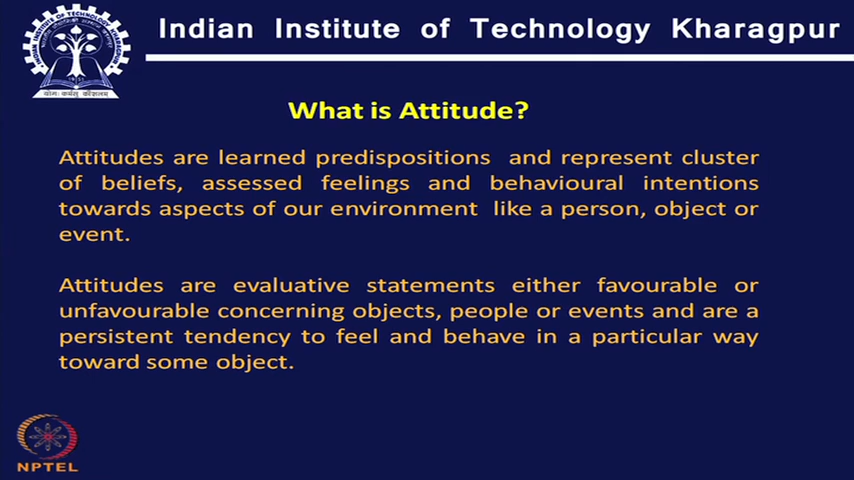 Indian Institute of Technology Kharagpur
What is Attitude?
Attitudes are learned predispositions and represent cluster
of beliefs, assessed feelings and behavioural intentions
towards aspects of our environment like a person, object or
event.
Attitudes are evaluative statements either favourable or
unfavourable concerning objects, people or events and are a
persistent tendency to feel and behave in a particular way
toward some object.
योगः कर्मसु कौशलम्
NPTEL